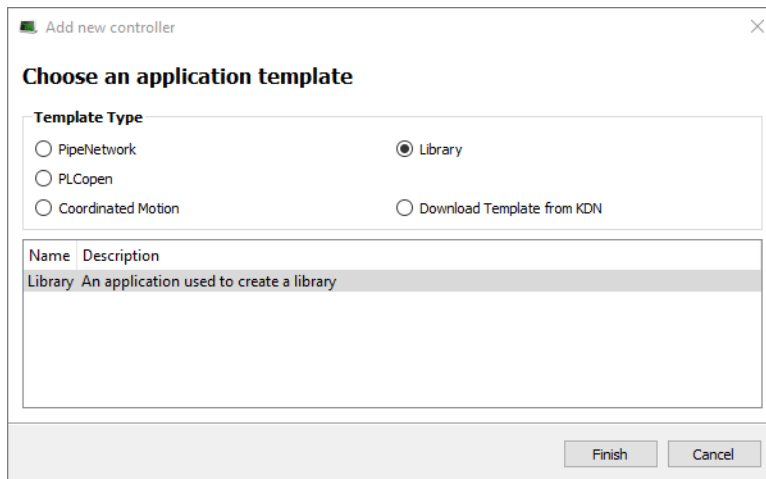 Add new controller
Choose an application template
Template Type
PipeNetwork
Library
PLCopen
Coordinated Motion
Download Template from KDN
Name Description
Library An application used to create a library
Finish Cancel